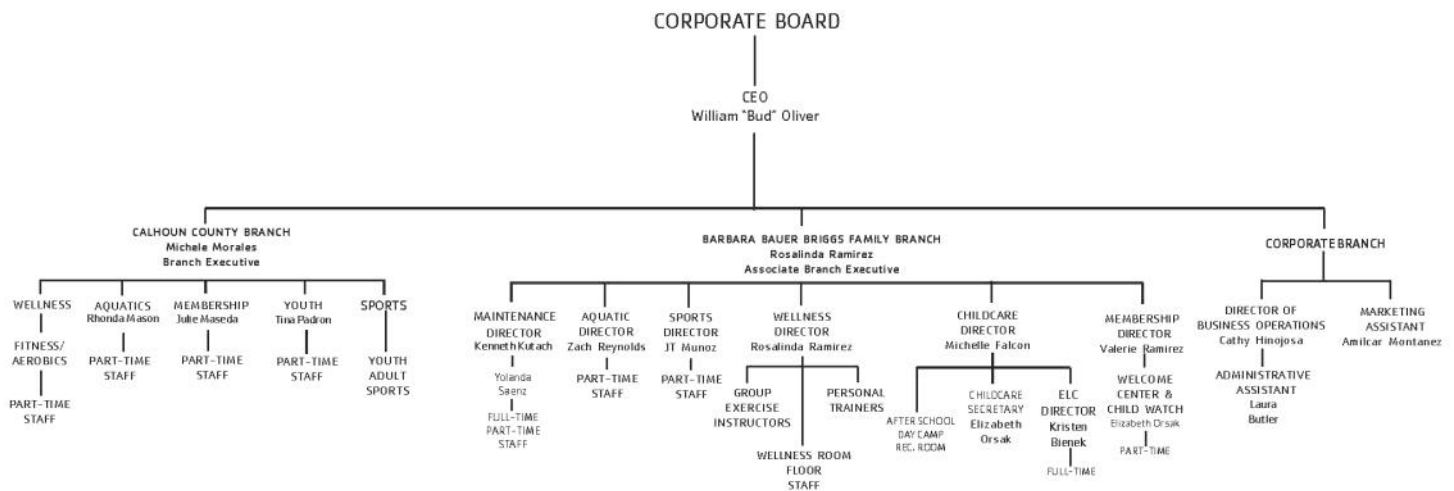 CORPORATE BOARD
CEO
William "Bud" Oliver
CALHOUN COUNTY BRANCH
Michele Morales
Branch Executive
BARBARA BAUER BRIGGS FAMILY BRANCH
Rosalinda Ramirez
Associate Branch Executive
CORPORATE BRANCH
WELLNESS
FITNESS/
AEROBICS
PART-TIME
STAFF
AQUATICS
Rhonda Mason
PART-TIME
STAFF
MEMBERSHIP
Julie Maseda
PART-TIME
STAFF
YOUTH
Tina Padron
PART-TIME
STAFF
SPORTS
YOUTH
ADULT
SPORTS
MAINTENANCE
DIRECTOR
Kenneth Kutach
Yolanda
Saenz
FULL-TIME
PART-TIME
STAFF
AQUATIC
DIRECTOR
Zach Reynolds
PART-TIME
STAFF
SPORTS
DIRECTOR
JT Munoz
PART-TIME
STAFF
WELLNESS
DIRECTOR
Rosalinda Ramirez
GROUP
EXERCISE
INSTRUCTORS
WELLNESS ROOM
FLOOR
STAFF
PERSONAL
TRAINERS
CHILDCARE
DIRECTOR
Michelle Falcon
AFTER SCHOOL
DAY CAMP
REC. ROOM
CHILDCARE
SECRETARY
Elizabeth
Orsak
ELC
DIRECTOR
Kristen
Bienek
FULL-TIME
MEMBERSHIP
DIRECTOR
Valerie Ramirez
WELCOME
CENTER &
CHILD WATCH
Elizabeth Orsak
PART-TIME
DIRECTOR OF
BUSINESS OPERATIONS
Cathy Hinojosa
ADMINISTRATIVE
ASSISTANT
Laura
Butler
MARKETING
ASSISTANT
Amilcar Montanez